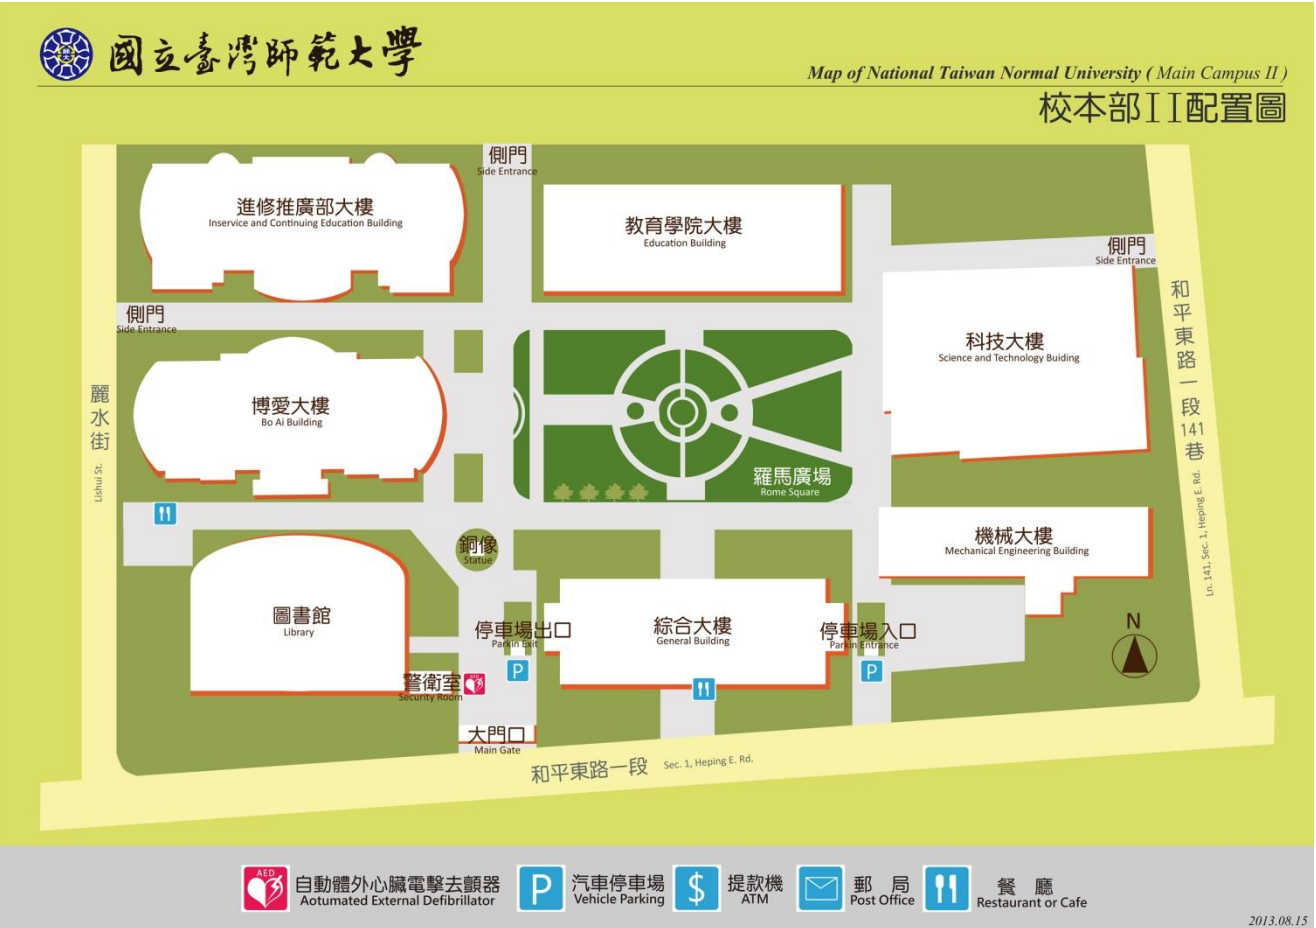 國立臺灣師範大學
Map of National Taiwan Normal University ( Main Campus II )
校本部II配置圖
側門
Side Entrance
進修推廣部大樓
Inservice and Continuing Education Building
教育學院大樓
Education Building
側門
Side Entrance
側門
Side Entrance
和平東路一段141巷
Ln. 141, Sec. 1, Heping E. Rd.
科技大樓
Science and Technology Buiding
麗水街
Lishui St.
博愛大樓
Bo Ai Building
羅馬廣場
Rome Square
銅像
Statue
機械大樓
Mechanical Engineering Building
圖書館
Library
停車場出口
Parkin Exit
P
綜合大樓
General Building
停車場入口
Parkin Entrance
P
N
警衛室
Security Room
AED
大門口
Main Gate
和平東路一段 Sec. 1, Heping E. Rd.
AED
自動體外心臟電擊去顫器
Aotumated External Defibrillator
P
汽車停車場
Vehicle Parking
$
提款機
ATM
郵 局
Post Office
餐 廳
Restaurant or Cafe
2013.08.15